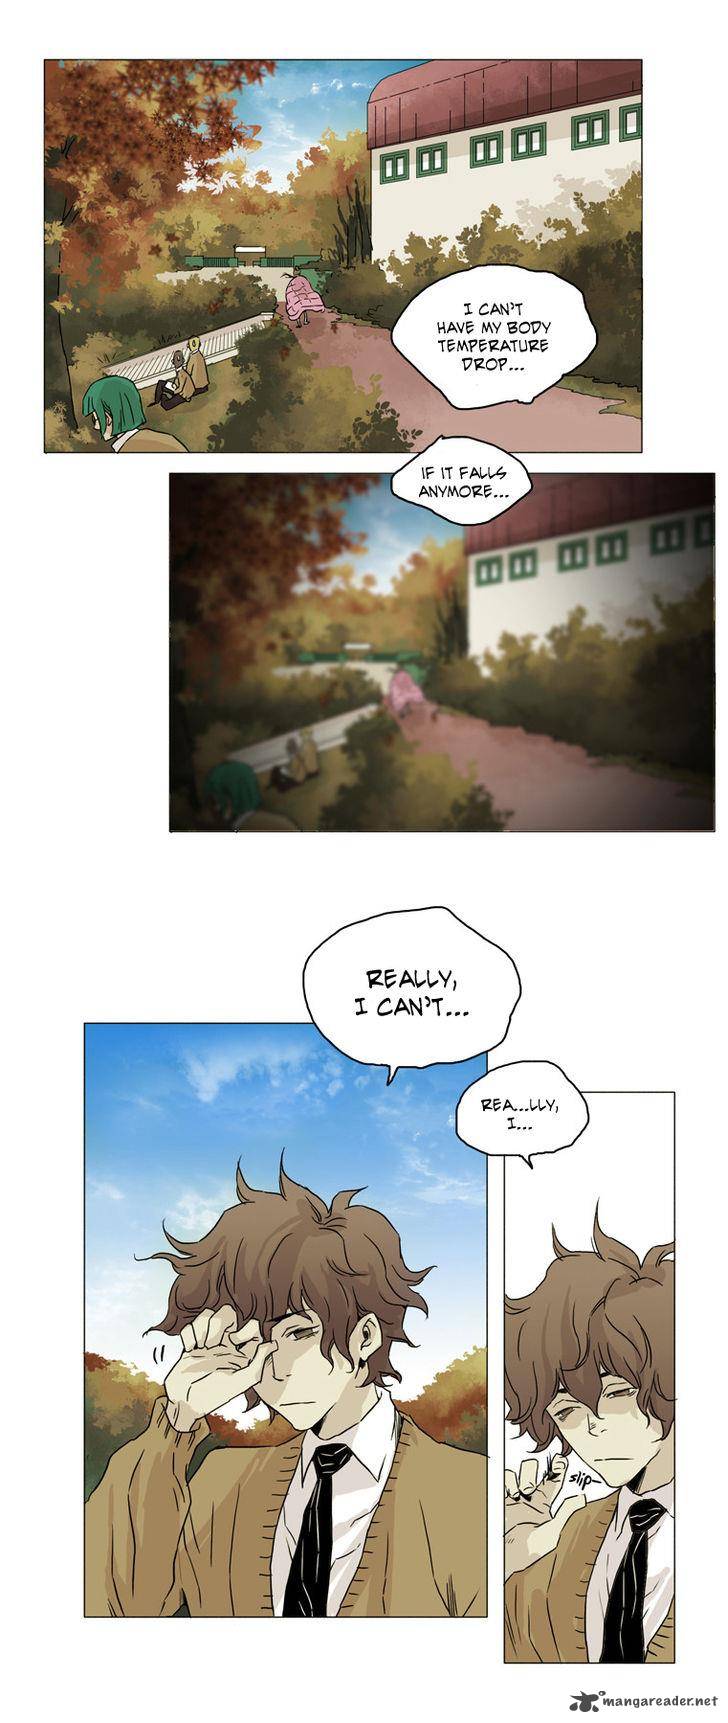 I CAN'T
HAVE MY BODY
TEMPERATURE
DROP...
IF IT FALLS
ANYMORE...
REALLY,
I CAN'T...
REA...LLY,
I...
SLIP~
mangareader.net